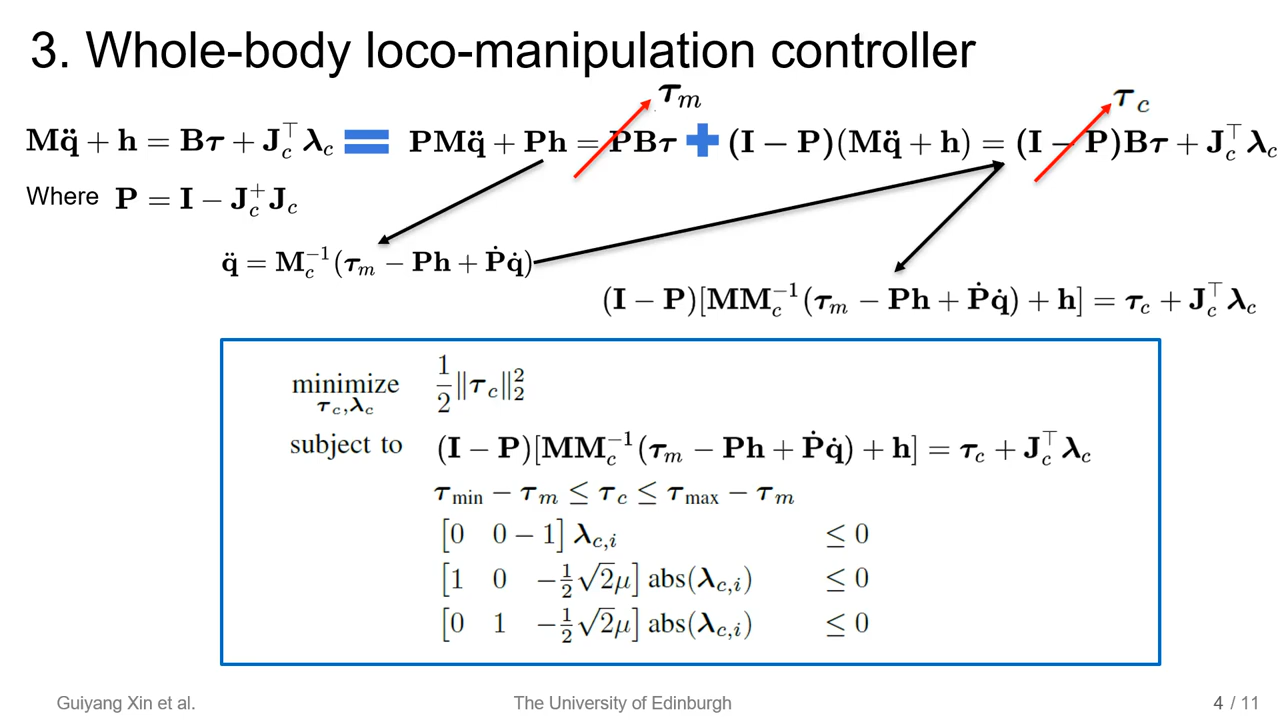 3. Whole-body loco-manipulation controller
τ_m τ_c
Mq̈ + h = Bτ + J_c^⊤ λ_c = PMq̈ + Ph = PBτ + (I − P)(Mq̈ + h) = (I − P)Bτ + J_c^⊤ λ_c
Where P = I − J_c^+ J_c
q̈ = M_c^{−1}(τ_m − Ph + Ṗq̇)
(I − P)[MM_c^{−1}(τ_m − Ph + Ṗq̇) + h] = τ_c + J_c^⊤ λ_c
minimize 1/2 ‖τ_c‖_2^2
τ_c,λ_c
subject to (I − P)[MM_c^{−1}(τ_m − Ph + Ṗq̇) + h] = τ_c + J_c^⊤ λ_c
τ_min − τ_m ≤ τ_c ≤ τ_max − τ_m
[0 0 − 1] λ_{c,i} ≤ 0
[1 0 −1/2 √2μ] abs(λ_{c,i}) ≤ 0
[0 1 −1/2 √2μ] abs(λ_{c,i}) ≤ 0
Guiyang Xin et al. The University of Edinburgh 4 / 11